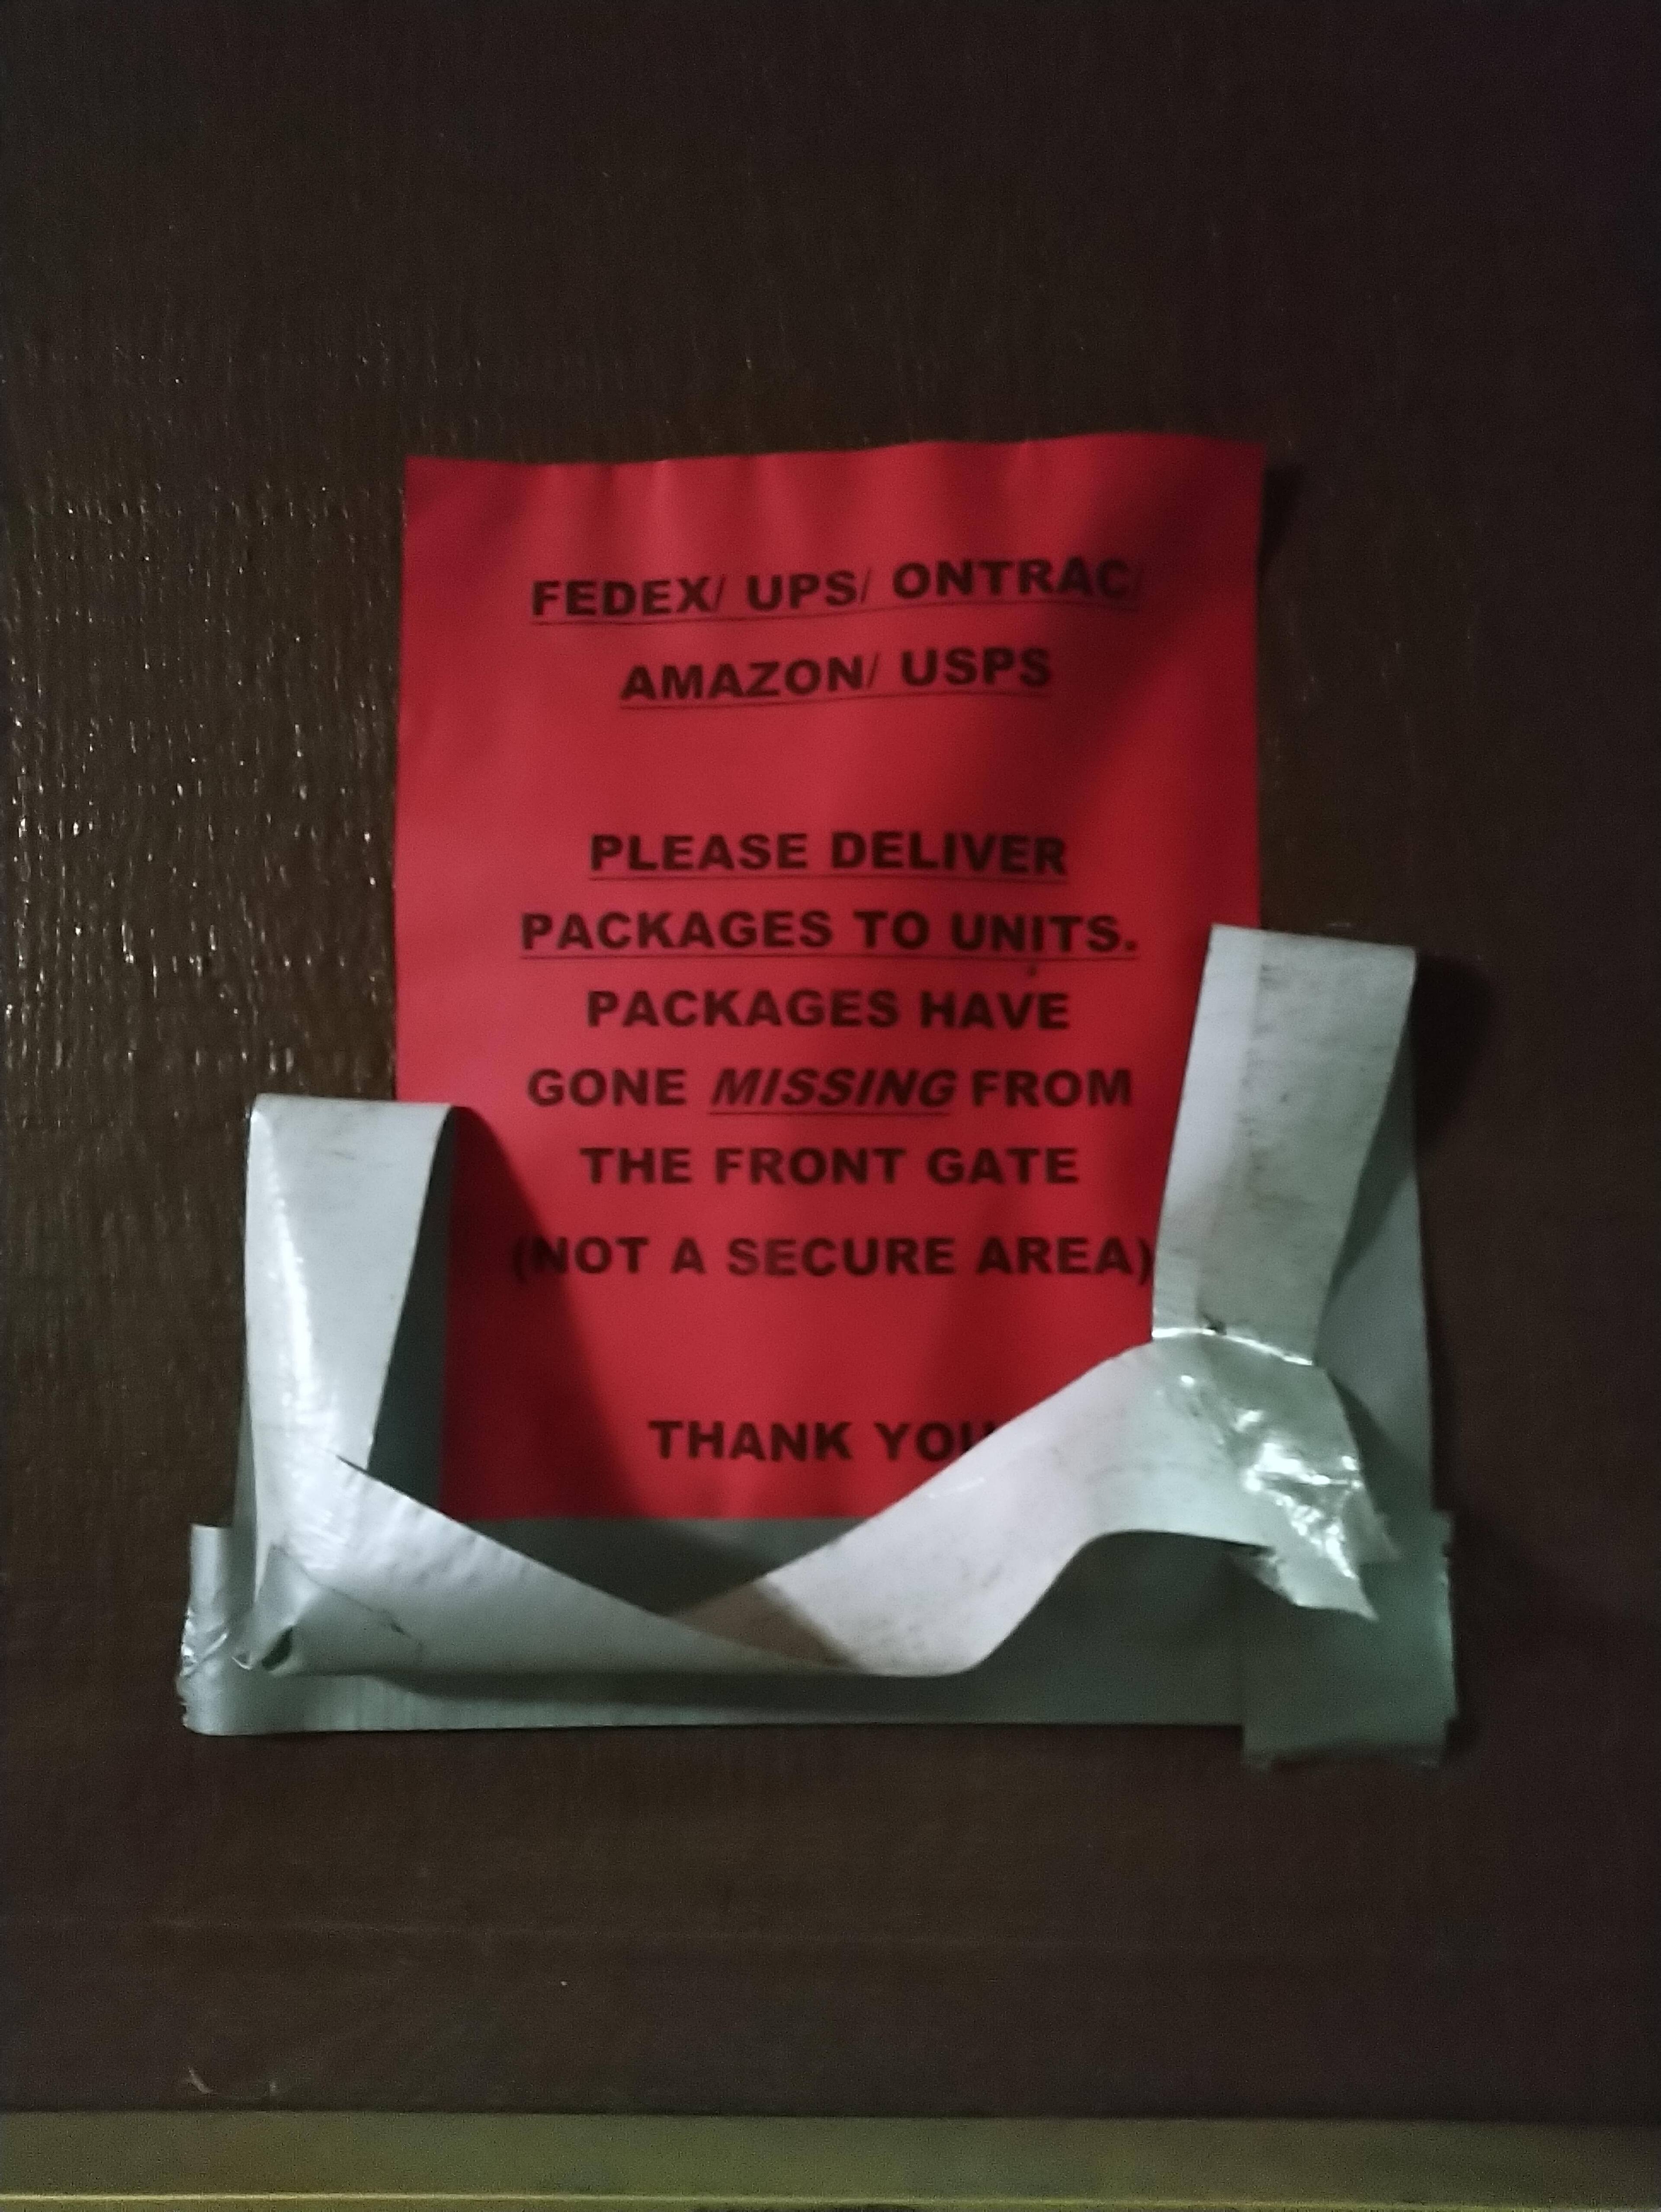 FEDEX/ UPS/ ONTRAC/
AMAZON/ USPS
PLEASE DELIVER
PACKAGES TO UNITS.
PACKAGES HAVE
GONE MISSING FROM
THE FRONT GATE
(NOT A SECURE AREA)
THANK YOU